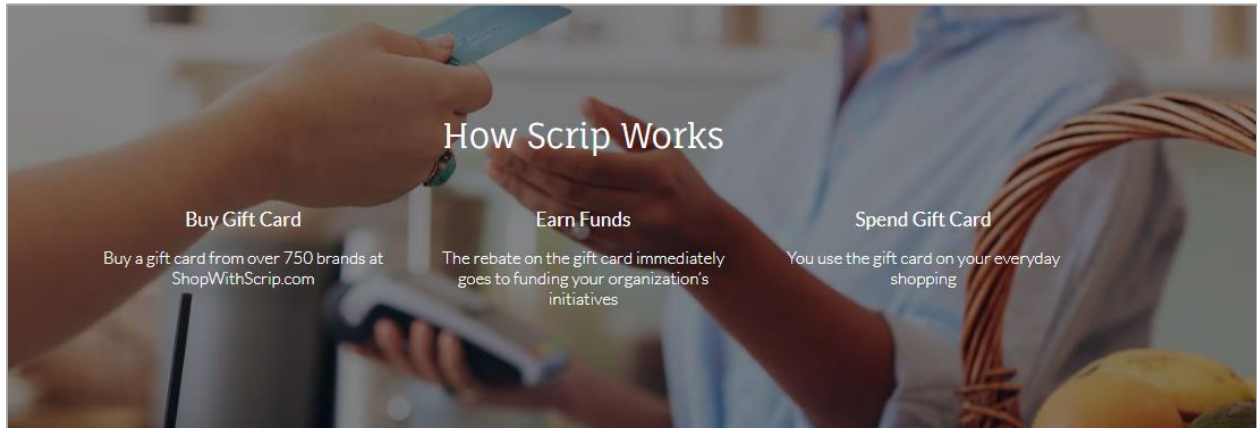 How Scrip Works
Buy Gift Card
Buy a gift card from over 750 brands at
ShopWithScrip.com
Earn Funds
The rebate on the gift card immediately
goes to funding your organization's
initiatives
Spend Gift Card
You use the gift card on your everyday
shopping